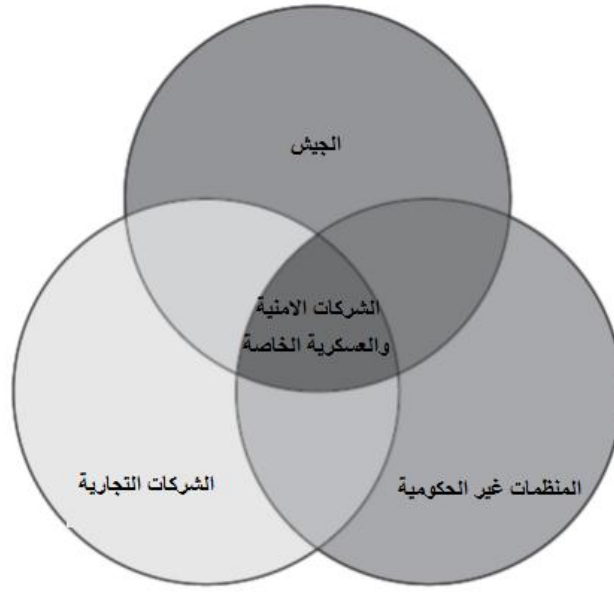 الجيش
الشركات الامنية
والعسكرية الخاصة
المنظمات غير الحكومية
الشركات التجارية